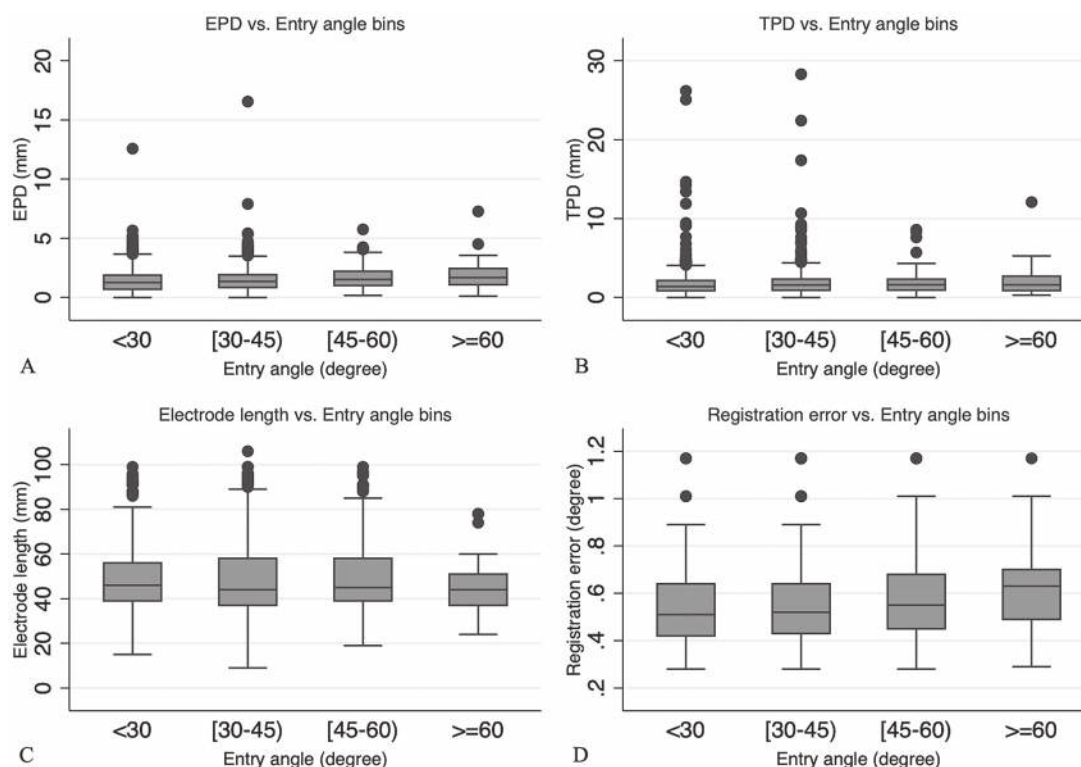 EPD vs. Entry angle bins
EPD (mm)
20
15
10
5
0
<30 [30-45) [45-60) >=60
Entry angle (degree)
A
TPD vs. Entry angle bins
TPD (mm)
30
20
10
0
<30 [30-45) [45-60) >=60
Entry angle (degree)
B
Electrode length vs. Entry angle bins
Electrode length (mm)
100
80
60
40
20
0
<30 [30-45) [45-60) >=60
Entry angle (degree)
C
Registration error vs. Entry angle bins
Registration error (degree)
1.2
1
.8
.6
.4
.2
<30 [30-45) [45-60) >=60
Entry angle (degree)
D